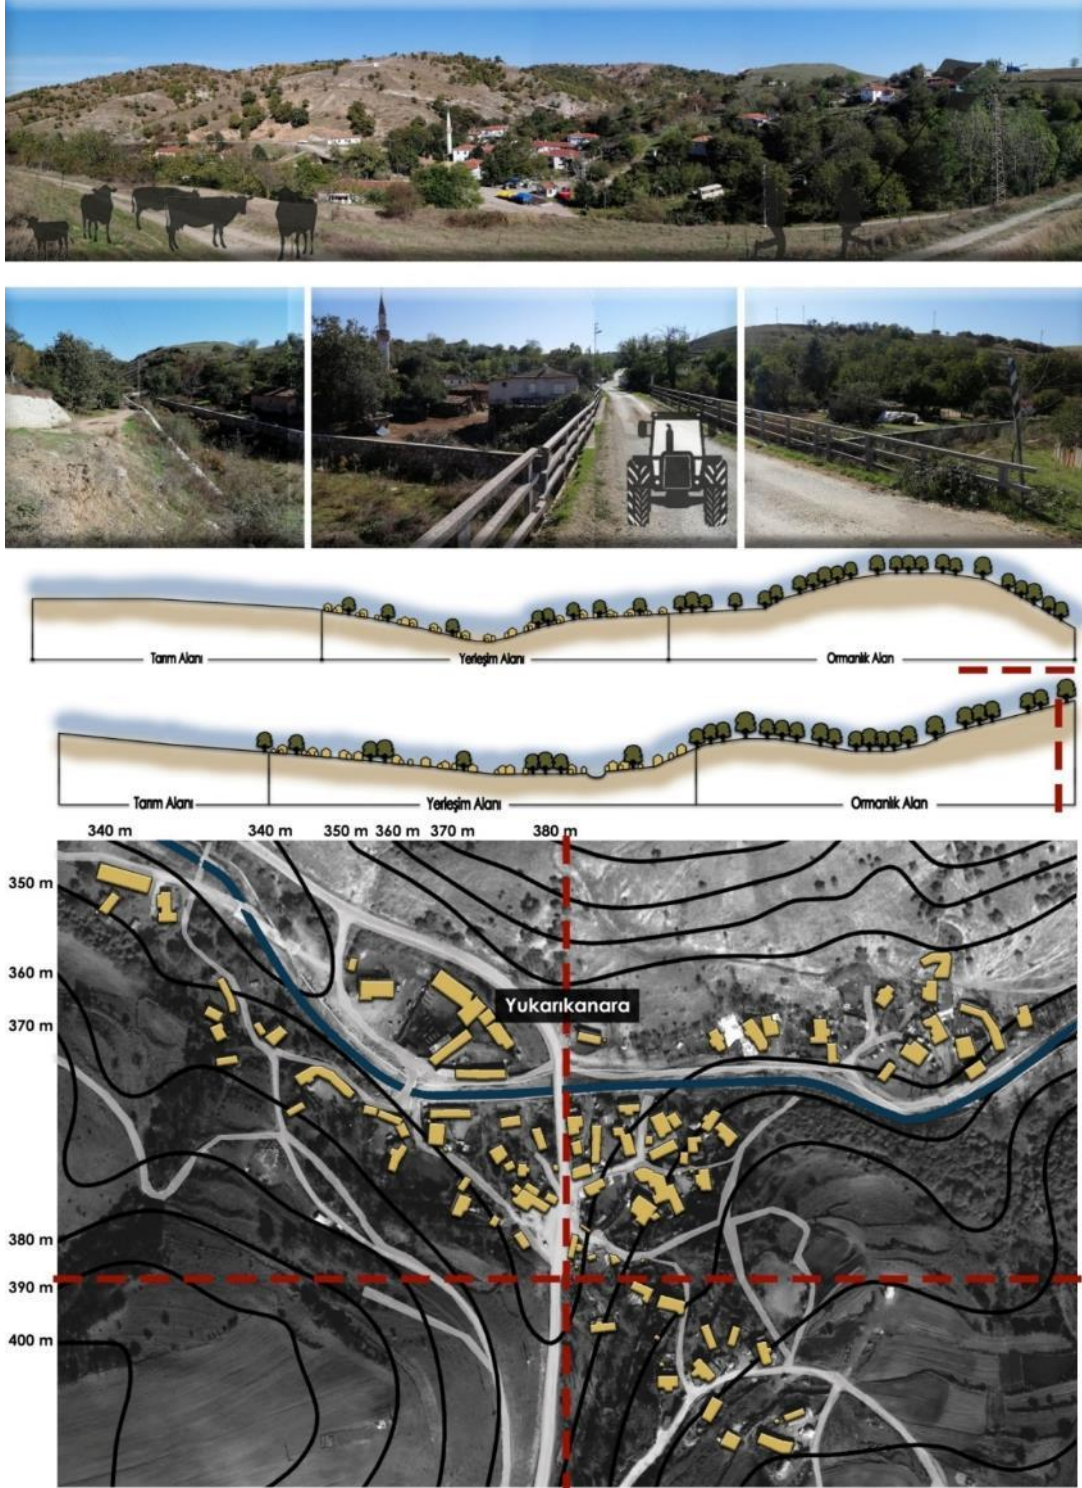 Tarım Alanı Yerleşim Alanı Ormanlık Alan
Tarım Alanı Yerleşim Alanı Ormanlık Alan
340 m 340 m 350 m 360 m 370 m 380 m
350 m
360 m
Yukarıkanara
370 m
380 m
390 m
400 m